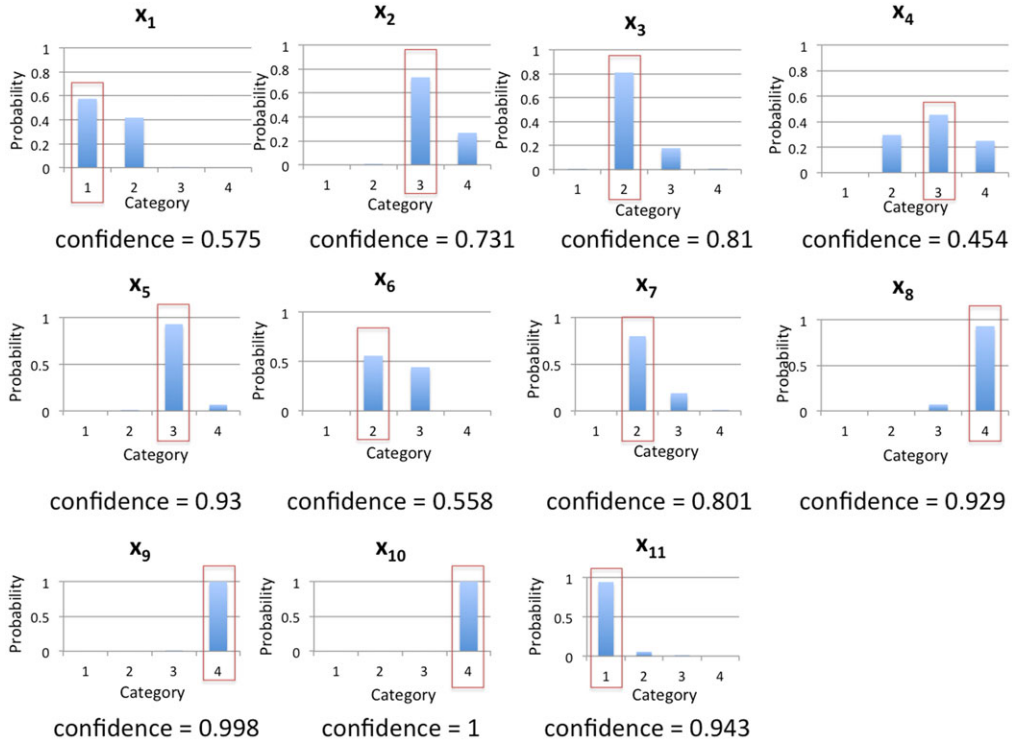 x1
1
0.8
0.6
0.4
0.2
0
Probability
1 2 3 4
Category
confidence = 0.575
x2
1
0.8
0.6
0.4
0.2
0
Probability
1 2 3 4
Category
confidence = 0.731
x3
1
0.8
0.6
0.4
0.2
0
Probability
1 2 3 4
Category
confidence = 0.81
x4
1
0.8
0.6
0.4
0.2
0
Probability
1 2 3 4
Category
confidence = 0.454
x5
1
0.5
0
Probability
1 2 3 4
Category
confidence = 0.93
x6
1
0.5
0
Probability
1 2 3 4
Category
confidence = 0.558
x7
1
0.5
0
Probability
1 2 3 4
Category
confidence = 0.801
x8
1
0.5
0
Probability
1 2 3 4
Category
confidence = 0.929
x9
1
0.5
0
Probability
1 2 3 4
Category
confidence = 0.998
x10
1
0.5
0
Probability
1 2 3 4
Category
confidence = 1
x11
1
0.5
0
Probability
1 2 3 4
Category
confidence = 0.943